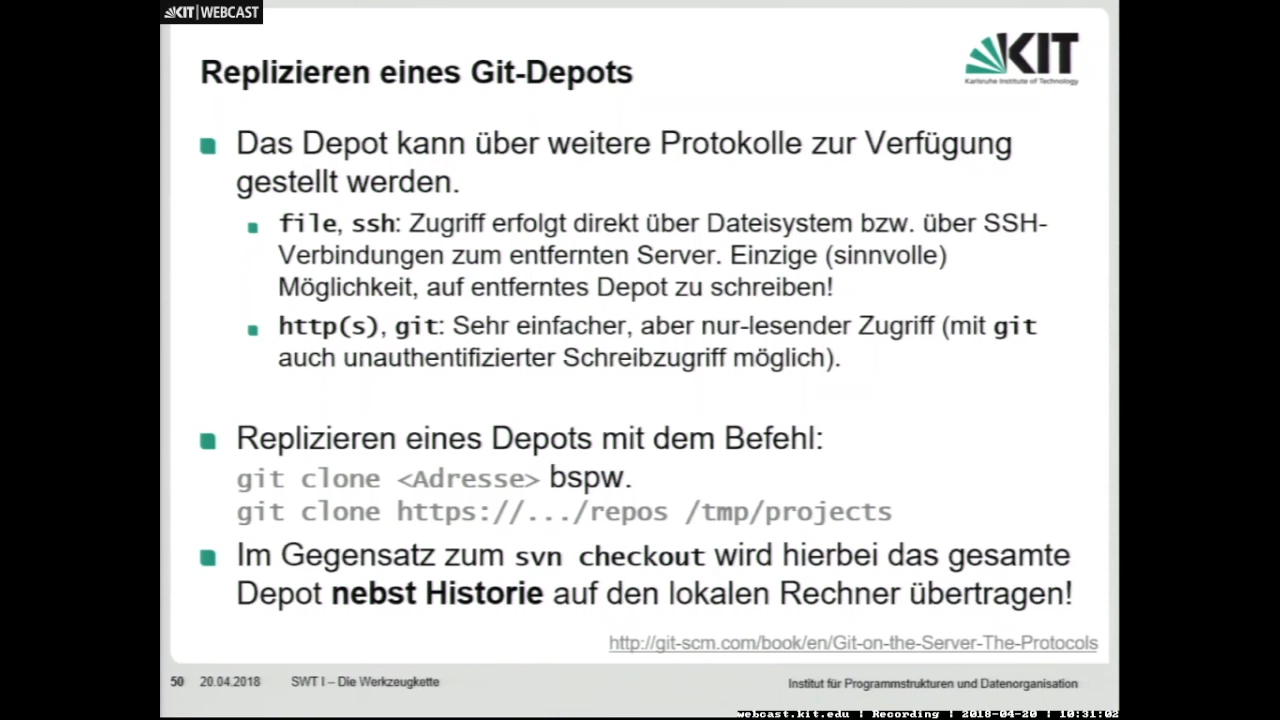 KIT | WEBCAST
Replizieren eines Git-Depots
KIT
Karlsruhe Institute of Technology
Das Depot kann über weitere Protokolle zur Verfügung
gestellt werden.
file, ssh: Zugriff erfolgt direkt über Dateisystem bzw. über SSH-
Verbindungen zum entfernten Server. Einzige (sinnvolle)
Möglichkeit, auf entferntes Depot zu schreiben!
http(s), git: Sehr einfacher, aber nur-lesender Zugriff (mit git
auch unauthentifizierter Schreibzugriff möglich).
Replizieren eines Depots mit dem Befehl:
git clone <Adresse> bspw.
git clone https://.../repos /tmp/projects
Im Gegensatz zum svn checkout wird hierbei das gesamte
Depot nebst Historie auf den lokalen Rechner übertragen!
http://git-scm.com/book/en/Git-on-the-Server-The-Protocols
50 20.04.2018 SWT I – Die Werkzeugkette
Institut für Programmstrukturen und Datenorganisation
webcast.kit.edu | Recording | 2018-04-20 | 10:31:02